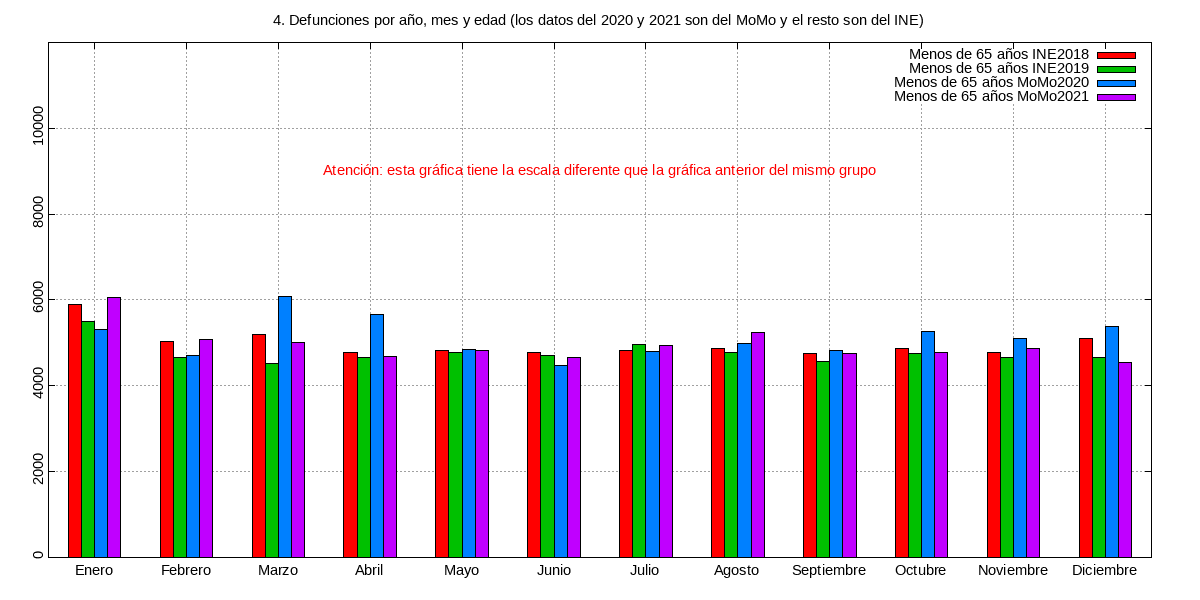 4. Defunciones por año, mes y edad (los datos del 2020 y 2021 son del MoMo y el resto son del INE)
Menos de 65 años INE2018
Menos de 65 años INE2019
Menos de 65 años MoMo2020
Menos de 65 años MoMo2021
Atención: esta gráfica tiene la escala diferente que la gráfica anterior del mismo grupo
10000
8000
6000
4000
2000
0
Enero Febrero Marzo Abril Mayo Junio Julio Agosto Septiembre Octubre Noviembre Diciembre